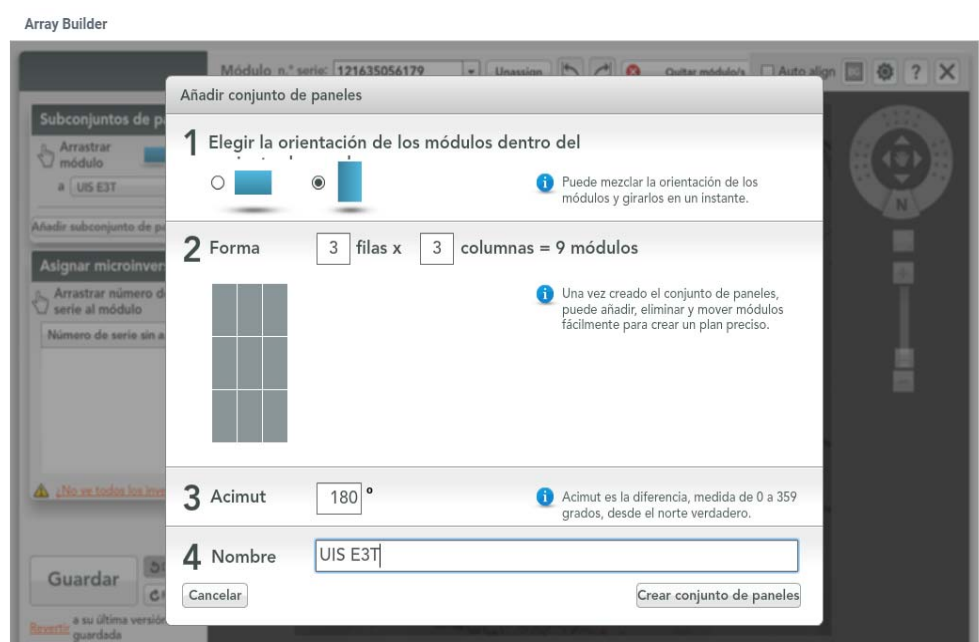 Array Builder
Módulo n.º serie: 121635056179 Unassign Quitar módulo/s Auto align ? X
Añadir conjunto de paneles
Subconjuntos de pa
Arrastrar
módulo
a UIS E3T
Añadir subconjunto de pa
Asignar microinver
Arrastrar número d
serie al módulo
Número de serie sin a
¿No ve todos los inve
Guardar
Revertir a su última versión
guardada
1 Elegir la orientación de los módulos dentro del
Puede mezclar la orientación de los
módulos y girarlos en un instante.
2 Forma 3 filas x 3 columnas = 9 módulos
Una vez creado el conjunto de paneles,
puede añadir, eliminar y mover módulos
fácilmente para crear un plan preciso.
3 Acimut 180 º
Acimut es la diferencia, medida de 0 a 359
grados, desde el norte verdadero.
4 Nombre UIS E3T
Cancelar Crear conjunto de paneles
N